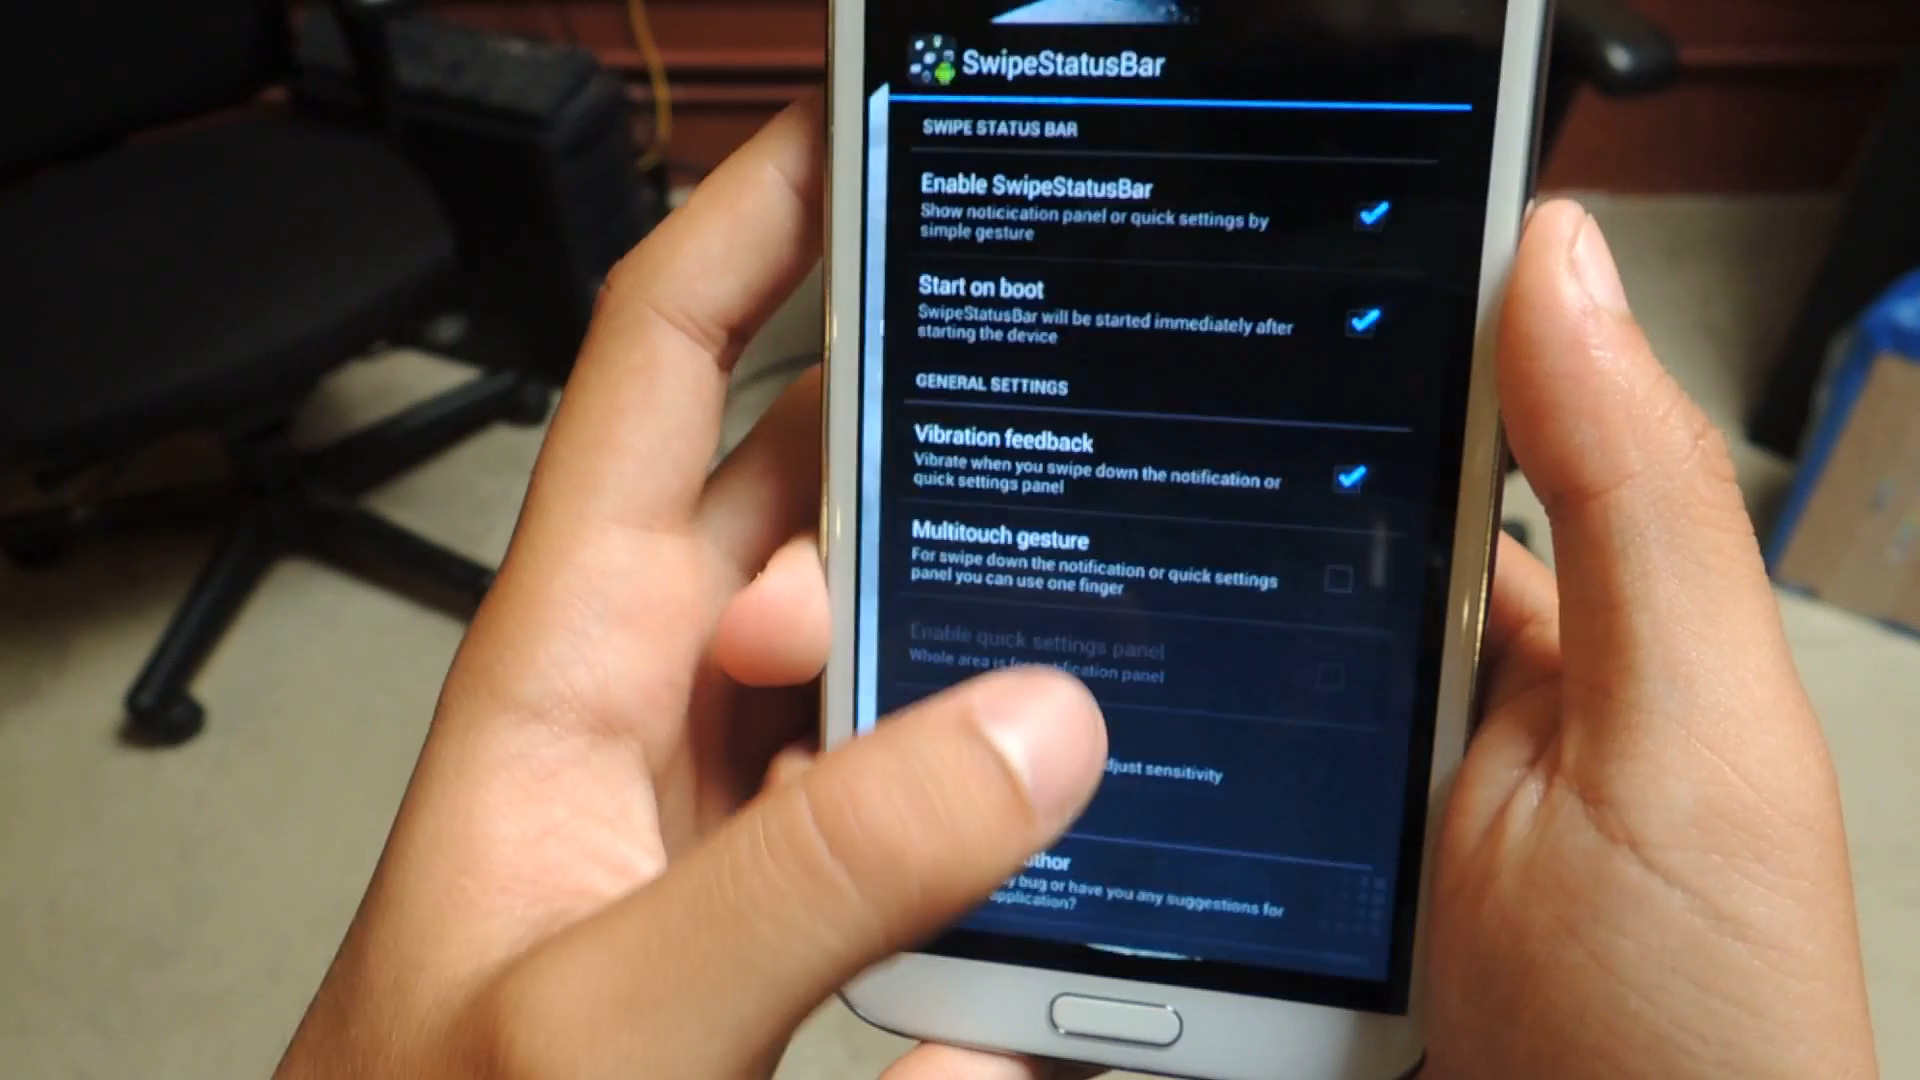 SwipeStatusBar
SWIPE STATUS BAR
Enable SwipeStatusBar
Show noticication panel or quick settings by
simple gesture
Start on boot
SwipeStatusBar will be started immediately after
starting the device
GENERAL SETTINGS
Vibration feedback
Vibrate when you swipe down the notification or
quick settings panel
Multitouch gesture
For swipe down the notification or quick settings
panel you can use one finger
Enable quick settings panel
Whole area is panel
sensitivity
bug or have you any suggestions for
application?